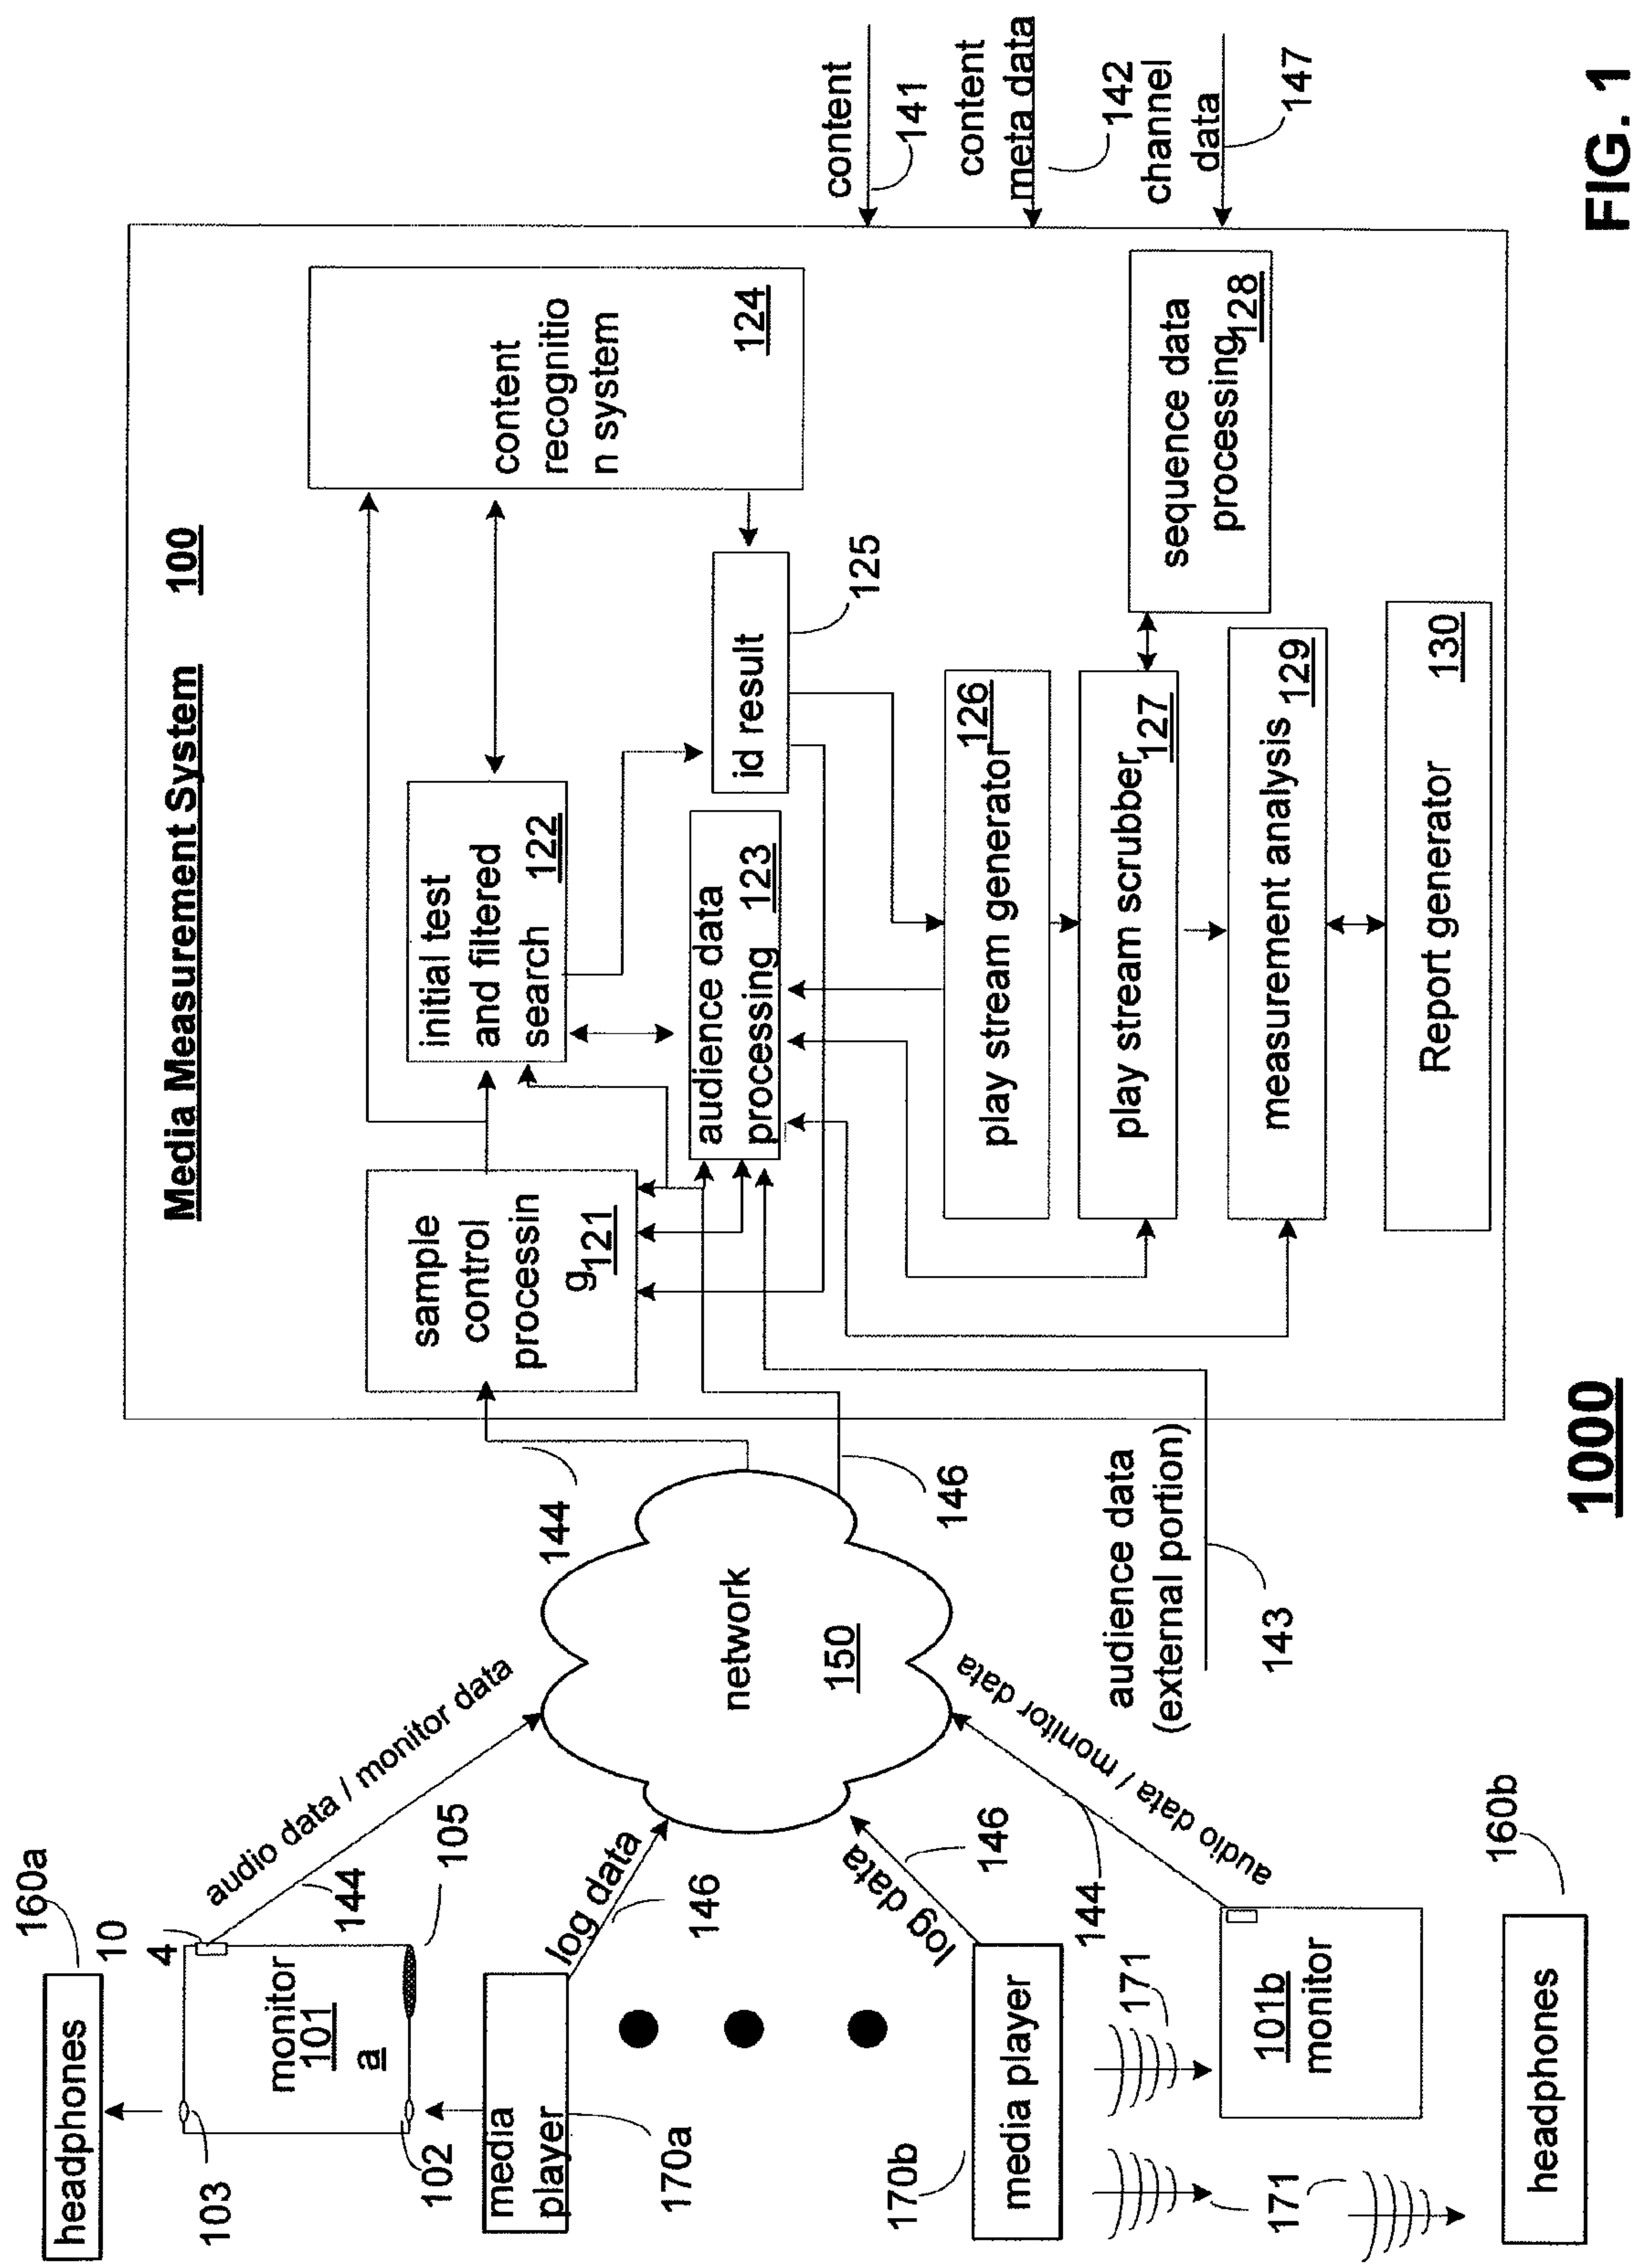 Media Measurement System 100
headphones
160a
10
4
103
monitor
101
a
102
105
media
player
170a
audio data / monitor data
144
log data
146
network
150
144
146
log data
146
media player
170b
171
171
audio data / monitor data
144
101b
monitor
headphones
160b
audience data
(external portion)
143
sample
control
processin
g121
initial test
and filtered
search 122
audience data
processing 123
content
recognitio
n system
124
id result
125
play stream generator 126
play stream scrubber 127
sequence data
processing 128
measurement analysis 129
Report generator 130
content
141
content
meta data
142
channel
data
147
1000
FIG. 1